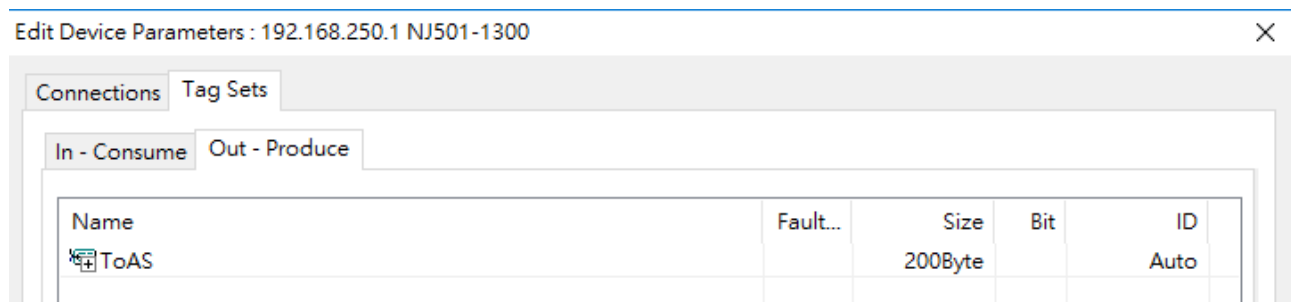 Edit Device Parameters : 192.168.250.1 NJ501-1300
Connections Tag Sets
In - Consume Out - Produce
Name Fault... Size Bit ID
ToAS 200Byte Auto